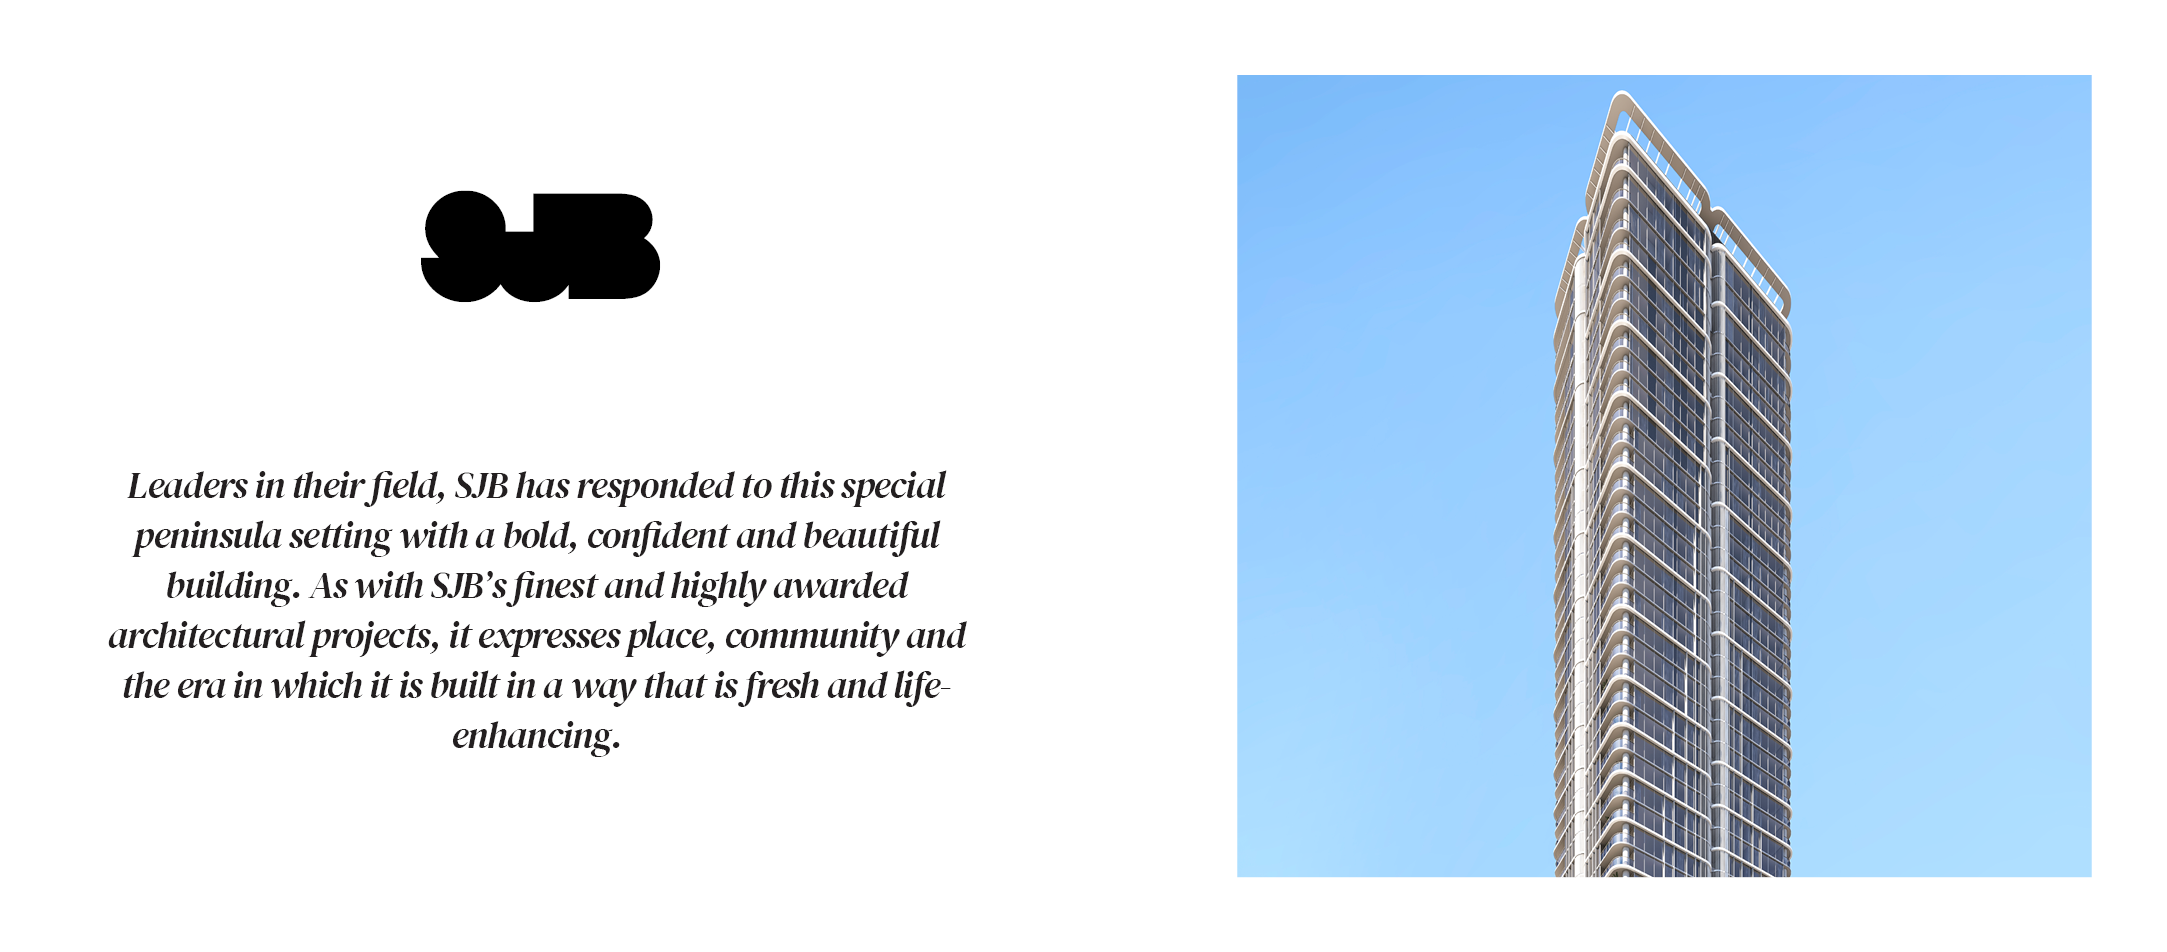 SJB
Leaders in their field, SJB has responded to this special
peninsula setting with a bold, confident and beautiful
building. As with SJB’s finest and highly awarded
architectural projects, it expresses place, community and
the era in which it is built in a way that is fresh and life-
enhancing.